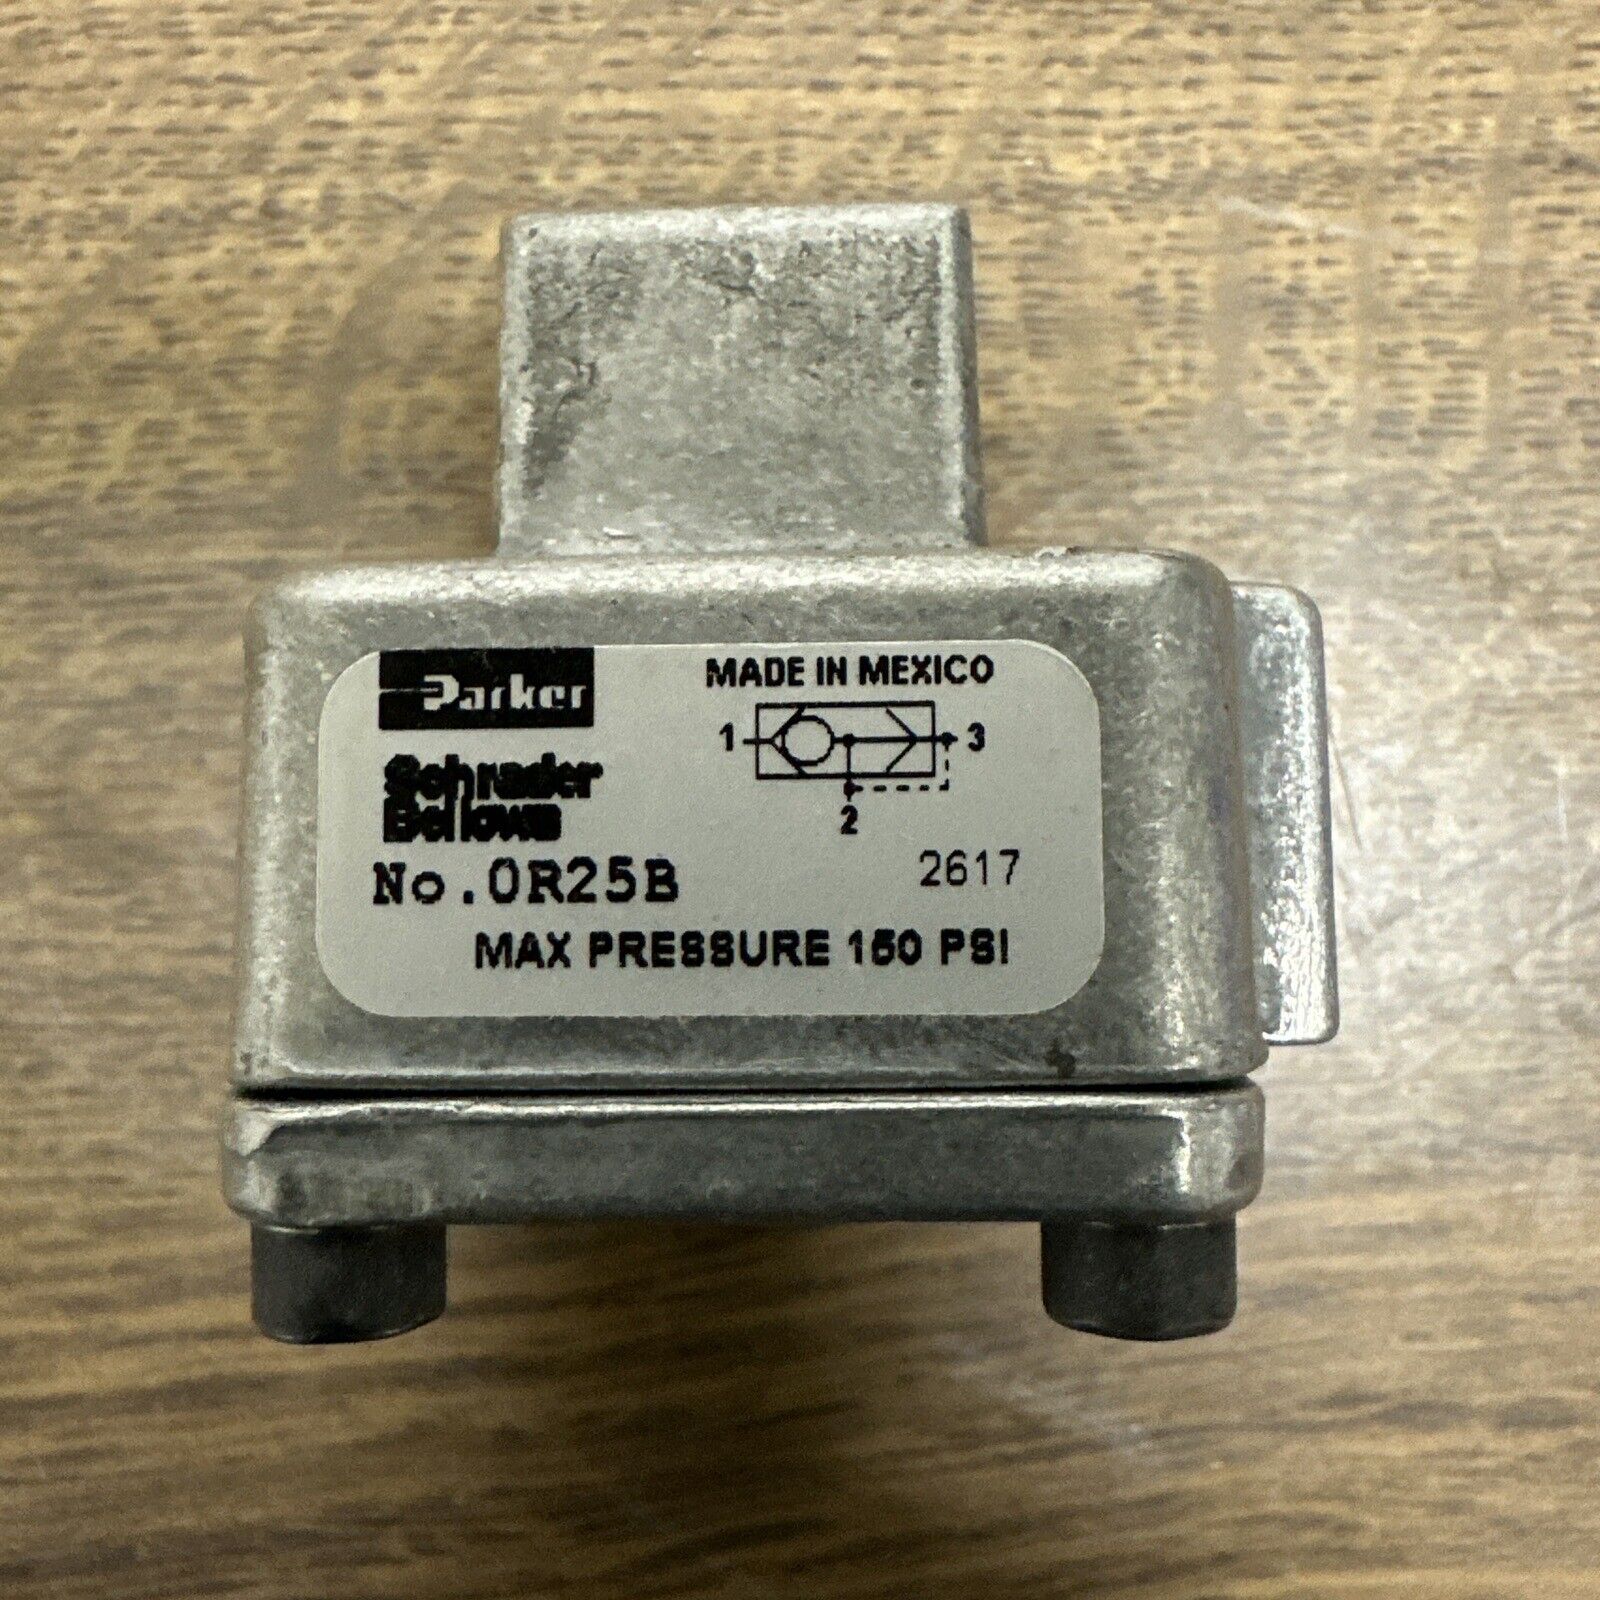 Parker
MADE IN MEXICO
1
3
2
Schrader
Bellows
No.0R25B
2617
MAX PRESSURE 150 PSI